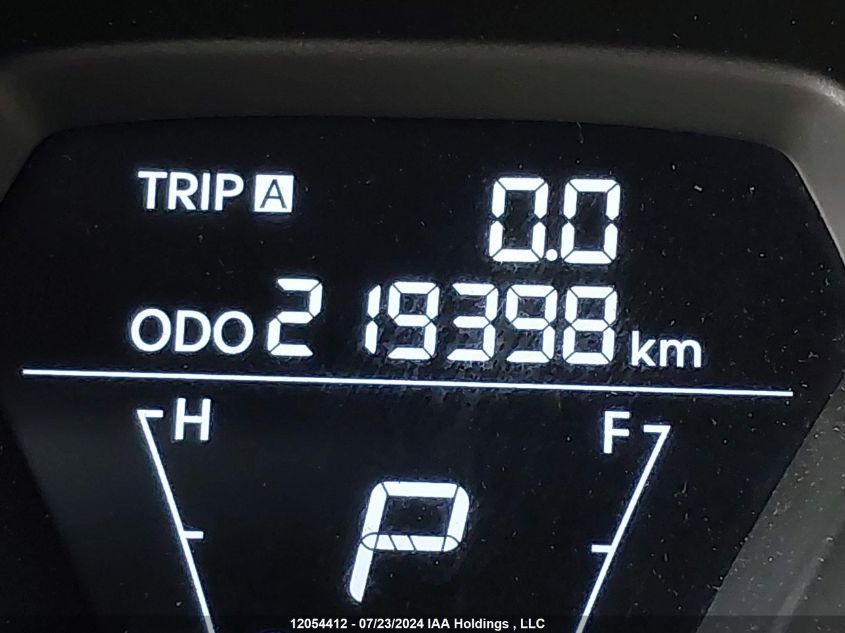 TRIP A 0.0
ODO 219398 km
H F
P
12054412 - 07/23/2024 IAA Holdings , LLC